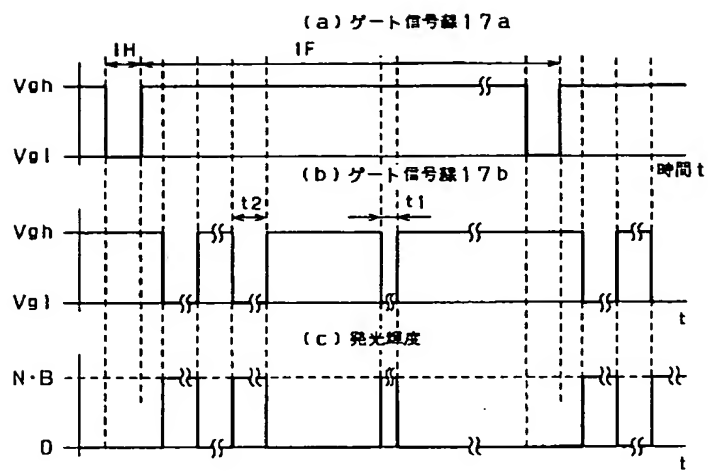 (a)ゲート信号線17a
1H
1F
Vgh
Vgl
時間t
(b)ゲート信号線17b
t2
t1
Vgh
Vgl
t
(c)発光輝度
N・B
0
t